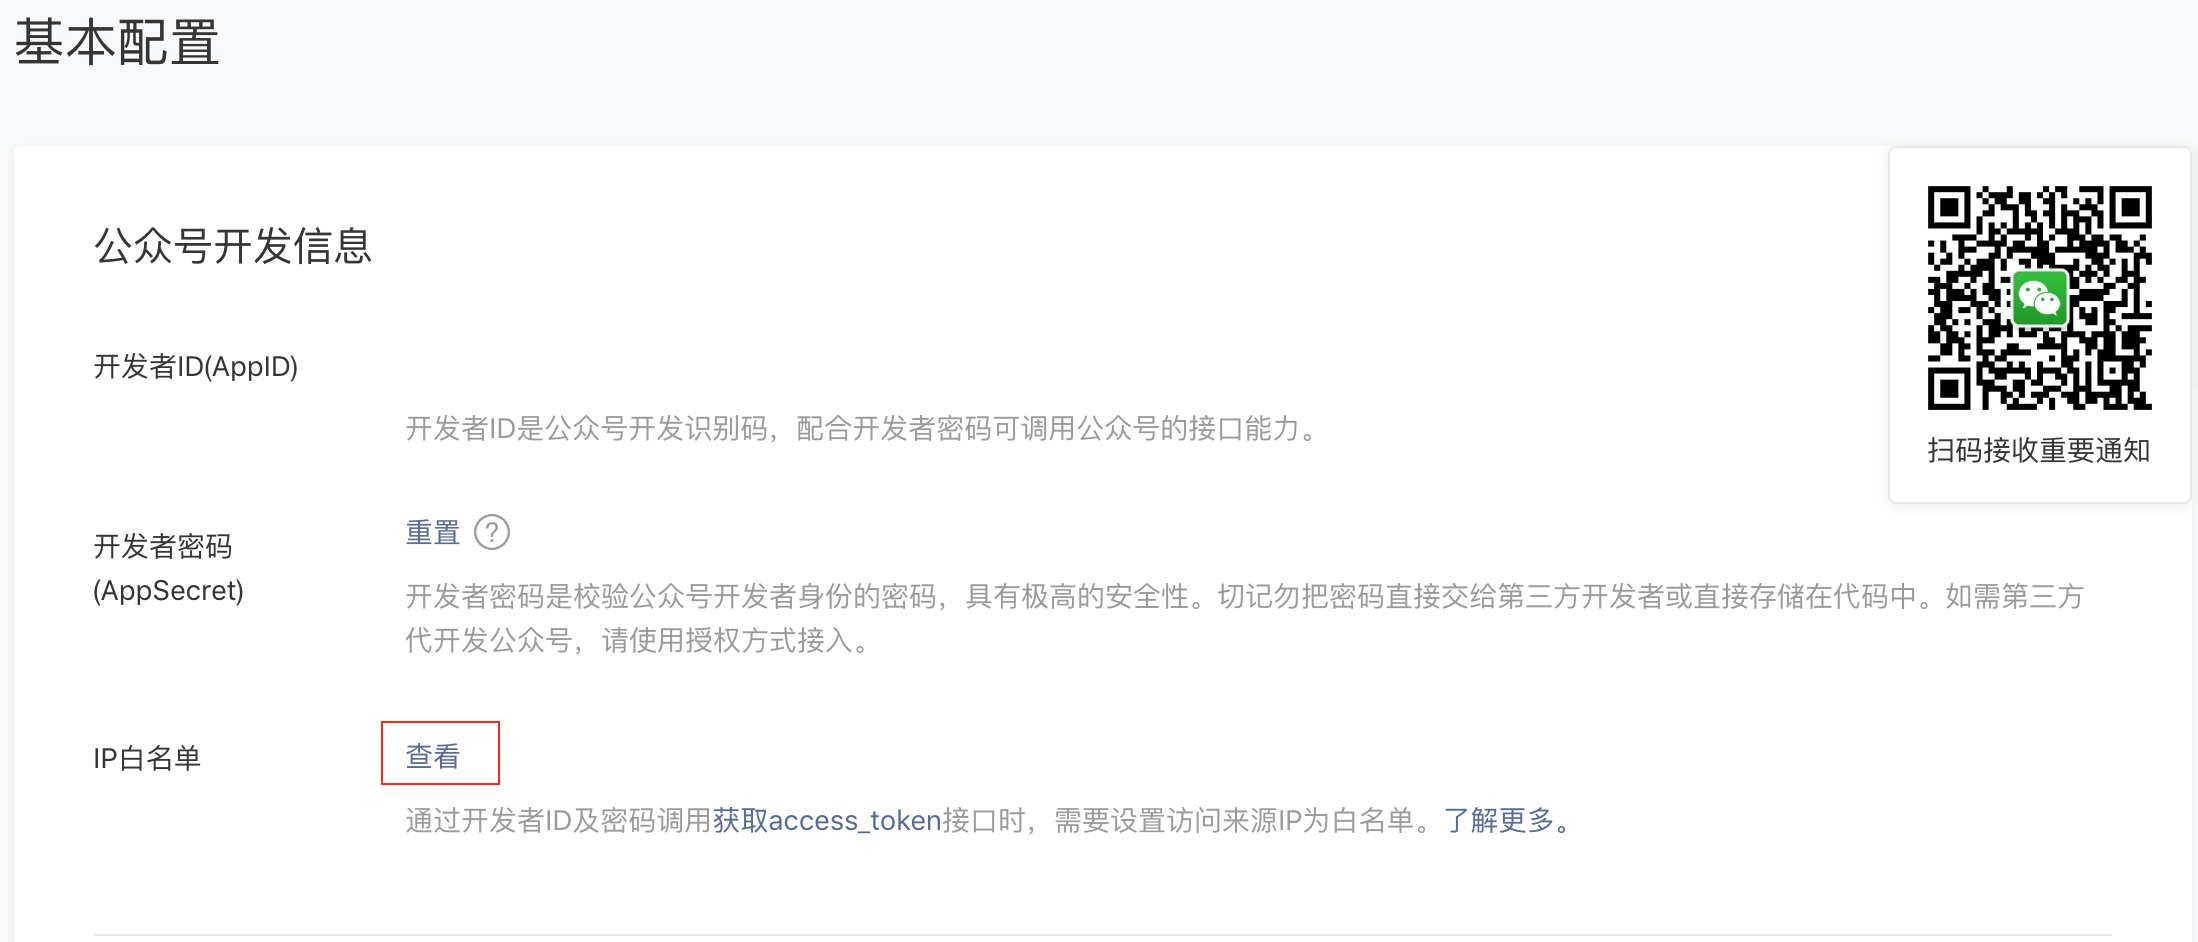 基本配置
公众号开发信息
开发者ID(AppID)
开发者ID是公众号开发识别码，配合开发者密码可调用公众号的接口能力。
扫码接收重要通知
开发者密码
(AppSecret)
重置 ?
开发者密码是校验公众号开发者身份的密码，具有极高的安全性。切记勿把密码直接交给第三方开发者或直接存储在代码中。如需第三方
代开发公众号，请使用授权方式接入。
IP白名单
查看
通过开发者ID及密码调用获取access_token接口时，需要设置访问来源IP为白名单。了解更多。